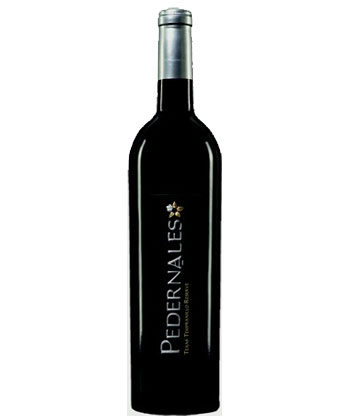 PEDERNALES
TEXAS TEMPRANILLO RESERVE